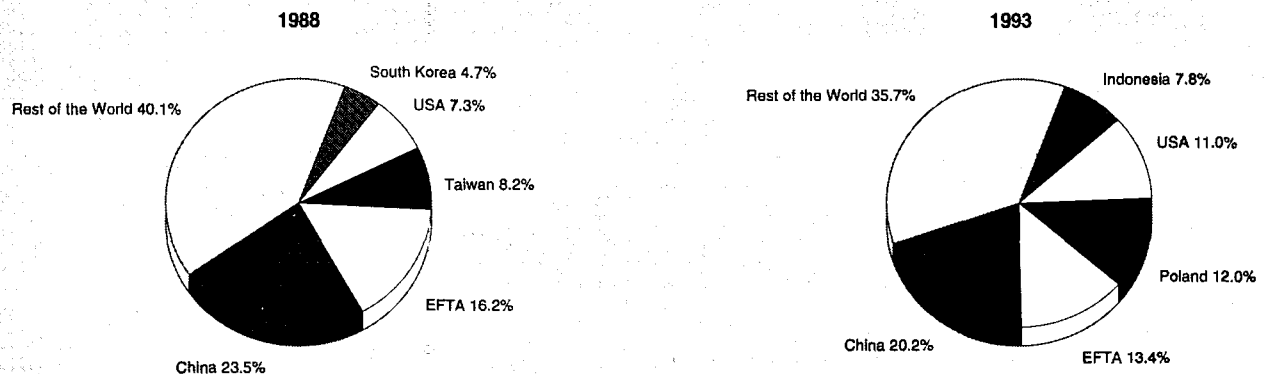 1988
South Korea 4.7%
Rest of the World 40.1%
USA 7.3%
Taiwan 8.2%
EFTA 16.2%
China 23.5%
1993
Indonesia 7.8%
Rest of the World 35.7%
USA 11.0%
Poland 12.0%
China 20.2%
EFTA 13.4%